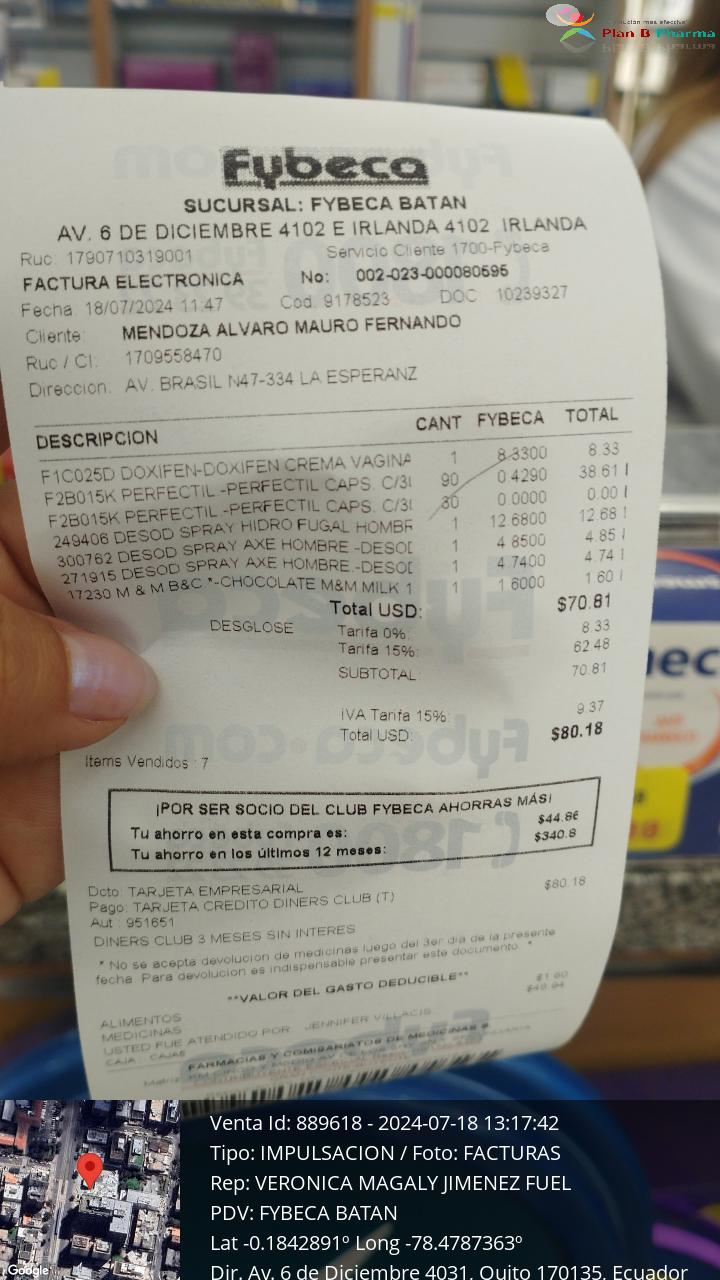 solución más efectiva
Plan B Pharma
Fybeca
SUCURSAL: FYBECA BATAN
AV. 6 DE DICIEMBRE 4102 E IRLANDA 4102 IRLANDA
Ruc: 1790710319001 Servicio Cliente 1700-Fybeca
FACTURA ELECTRONICA No: 002-023-000080595
Fecha: 18/07/2024 11:47 Cod. 9178523 DOC 10239327
Cliente: MENDOZA ALVARO MAURO FERNANDO
Ruc / CI: 1709558470
Direccion: AV. BRASIL N47-334 LA ESPERANZ
DESCRIPCION CANT FYBECA TOTAL
F1C025D DOXIFEN-DOXIFEN CREMA VAGINA 1 8.3300 8.33
F2B015K PERFECTIL -PERFECTIL CAPS. C/3( 90 0.4290 38.61 I
F2B015K PERFECTIL -PERFECTIL CAPS. C/3( 30 0.0000 0.00 I
249406 DESOD SPRAY HIDRO FUGAL HOMBR 1 12.6800 12.68 I
300762 DESOD SPRAY AXE HOMBRE -DESOD 1 4.8500 4.85 I
271915 DESOD SPRAY AXE HOMBRE -DESOD 1 4.7400 4.74 I
17230 M & M B&C *-CHOCOLATE M&M MILK 1 1 1.6000 1.60 I
Total USD: $70.81
DESGLOSE Tarifa 0%: 8.33
Tarifa 15%: 62.48
SUBTOTAL: 70.81
IVA Tarifa 15%: 9.37
Total USD: $80.18
Items Vendidos : 7
¡POR SER SOCIO DEL CLUB FYBECA AHORRAS MÁS!
Tu ahorro en esta compra es: $44.86
Tu ahorro en los últimos 12 meses: $340.8
Dcto: TARJETA EMPRESARIAL
Pago: TARJETA CREDITO DINERS CLUB (T) $80.18
Aut : 951651
DINERS CLUB 3 MESES SIN INTERES
* No se acepta devolucion de medicinas luego del 3er dia de la presente
fecha. Para devolucion es indispensable presentar este documento. *
**VALOR DEL GASTO DEDUCIBLE**
ALIMENTOS $1.60
MEDICINAS
USTED FUE ATENDIDO POR: JENNIFER VILLACIS
CAJA: CAJA6
FARMACIAS Y COMISARIATOS DE MEDICINAS S
Venta Id: 889618 - 2024-07-18 13:17:42
Tipo: IMPULSACION / Foto: FACTURAS
Rep: VERONICA MAGALY JIMENEZ FUEL
PDV: FYBECA BATAN
Lat -0.1842891º Long -78.4787363º
Dir. Av. 6 de Diciembre 4031, Quito 170135, Ecuador
Google